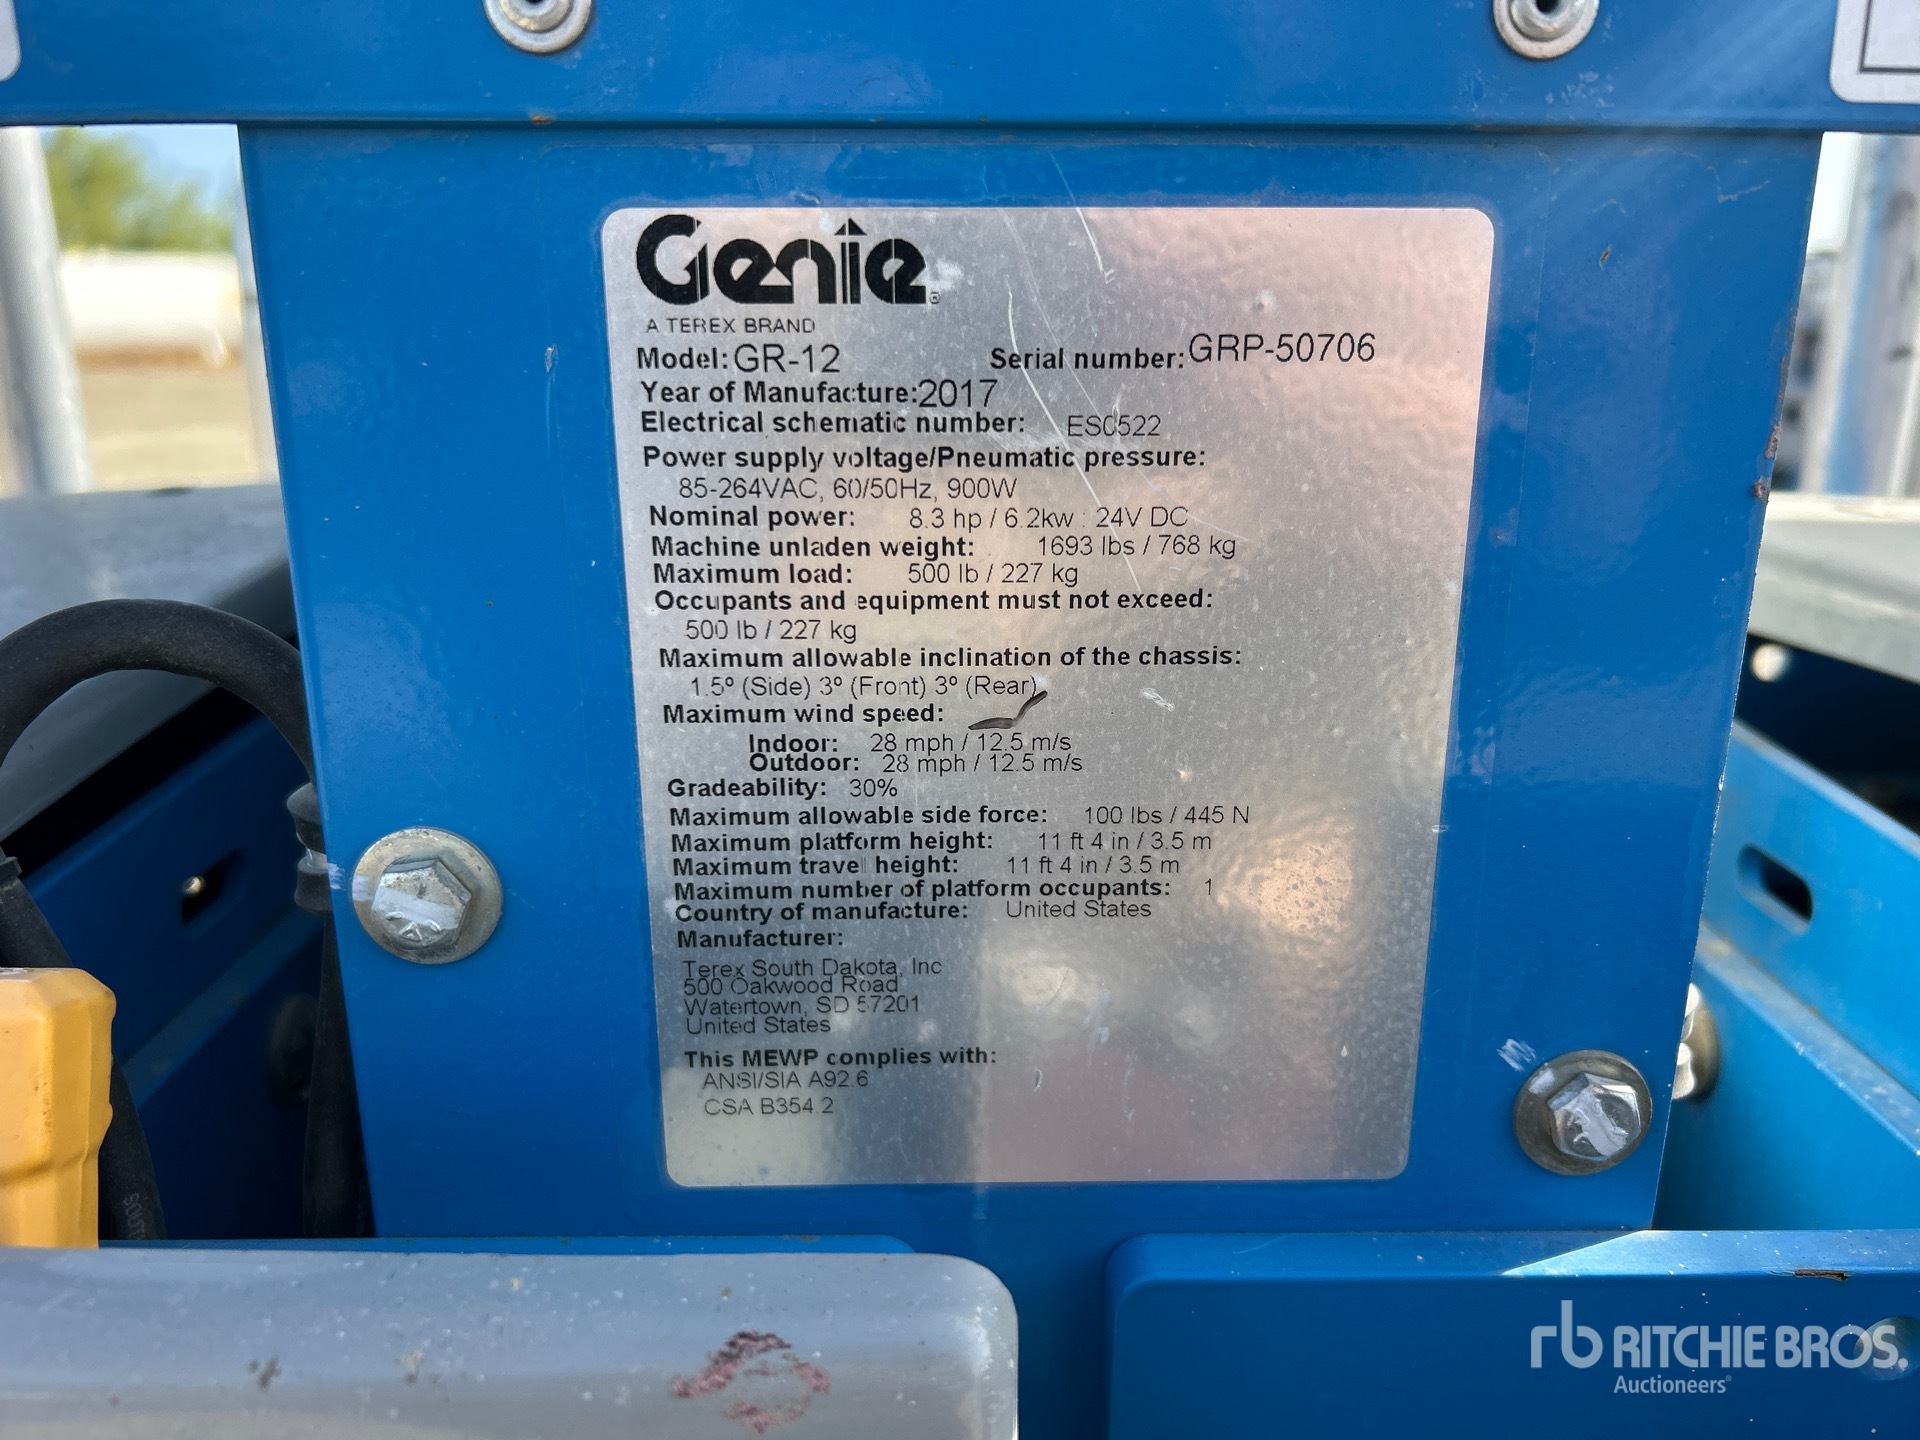 Genie®
A TEREX BRAND
Model: GR-12 Serial number: GRP-50706
Year of Manufacture: 2017
Electrical schematic number: ES0522
Power supply voltage/Pneumatic pressure:
85-264VAC, 60/50Hz, 900W
Nominal power: 8.3 hp / 6.2kw : 24V DC
Machine unladen weight: 1693 lbs / 768 kg
Maximum load: 500 lb / 227 kg
Occupants and equipment must not exceed:
500 lb / 227 kg
Maximum allowable inclination of the chassis:
1.5º (Side) 3º (Front) 3º (Rear)
Maximum wind speed:
Indoor: 28 mph / 12.5 m/s
Outdoor: 28 mph / 12.5 m/s
Gradeability: 30%
Maximum allowable side force: 100 lbs / 445 N
Maximum platform height: 11 ft 4 in / 3.5 m
Maximum travel height: 11 ft 4 in / 3.5 m
Maximum number of platform occupants: 1
Country of manufacture: United States
Manufacturer:
Terex South Dakota, Inc
500 Oakwood Road
Watertown, SD 57201
United States
This MEWP complies with:
ANSI/SIA A92.6
CSA B354.2
rb RITCHIE BROS.
Auctioneers®